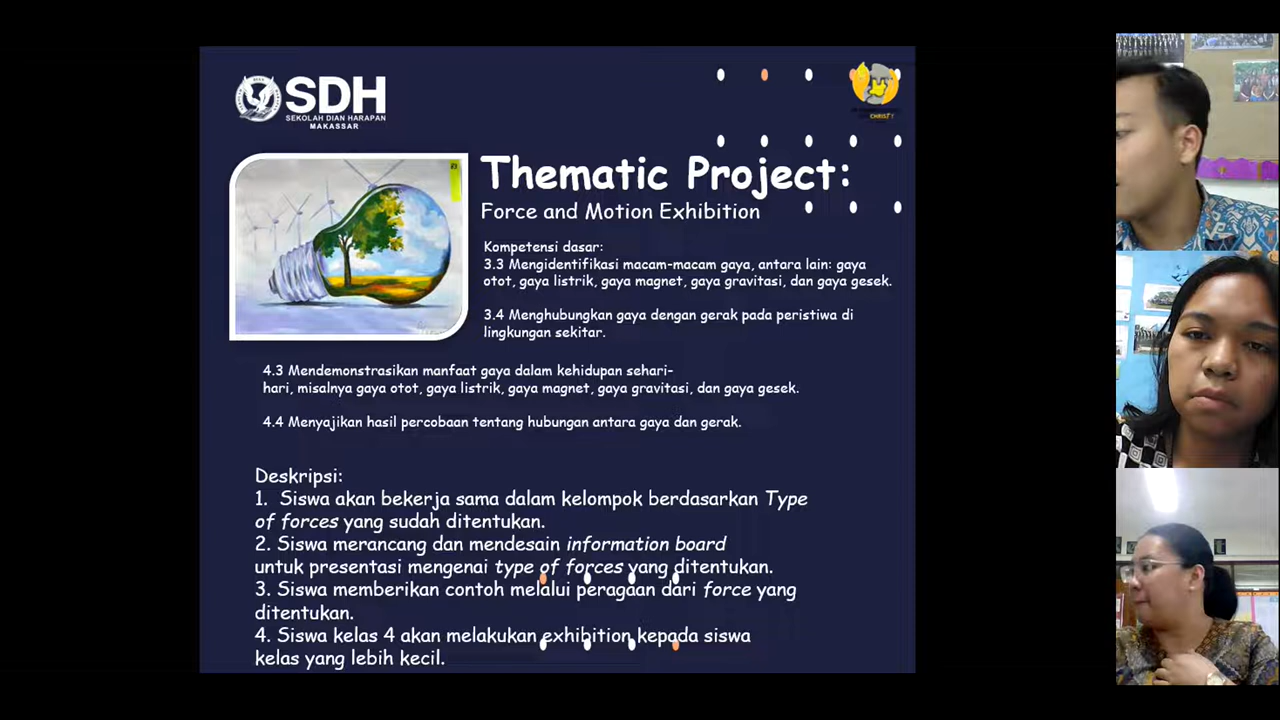 SDH
SEKOLAH DIAN HARAPAN
MAKASSAR
CHRIST
Thematic Project:
Force and Motion Exhibition
Kompetensi dasar:
3.3 Mengidentifikasi macam-macam gaya, antara lain: gaya
otot, gaya listrik, gaya magnet, gaya gravitasi, dan gaya gesek.
3.4 Menghubungkan gaya dengan gerak pada peristiwa di
lingkungan sekitar.
4.3 Mendemonstrasikan manfaat gaya dalam kehidupan sehari-
hari, misalnya gaya otot, gaya listrik, gaya magnet, gaya gravitasi, dan gaya gesek.
4.4 Menyajikan hasil percobaan tentang hubungan antara gaya dan gerak.
Deskripsi:
1. Siswa akan bekerja sama dalam kelompok berdasarkan Type
of forces yang sudah ditentukan.
2. Siswa merancang dan mendesain information board
untuk presentasi mengenai type of forces yang ditentukan.
3. Siswa memberikan contoh melalui peragaan dari force yang
ditentukan.
4. Siswa kelas 4 akan melakukan exhibition kepada siswa
kelas yang lebih kecil.